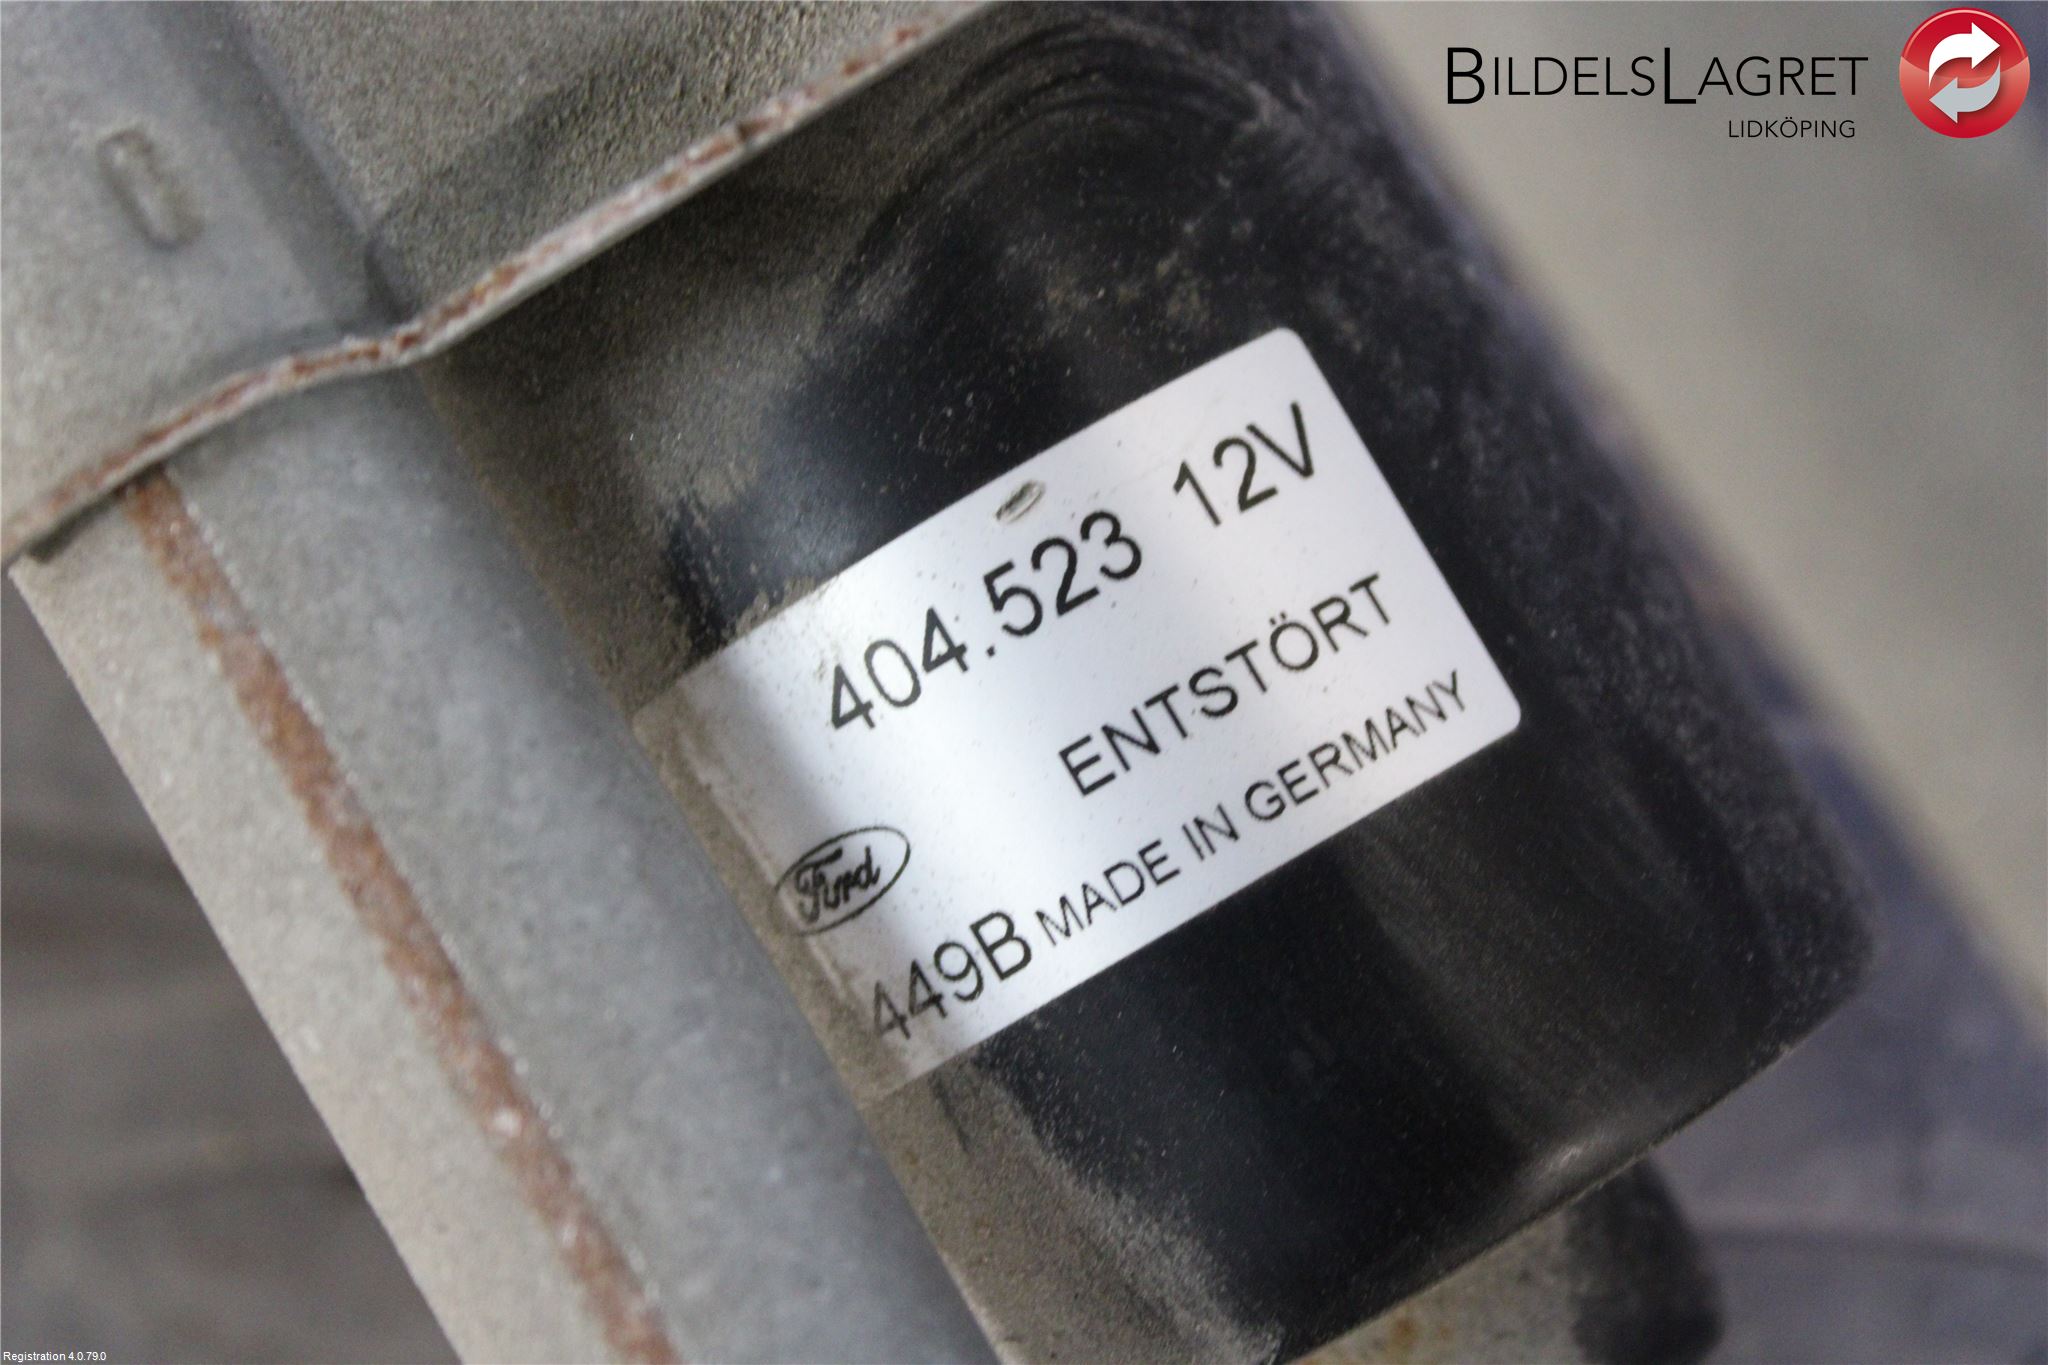 BILDELSLAGRET
LIDKÖPING
404.523 12V
ENTSTÖRT
Ford
449B MADE IN GERMANY
Registration 4.0.79.0